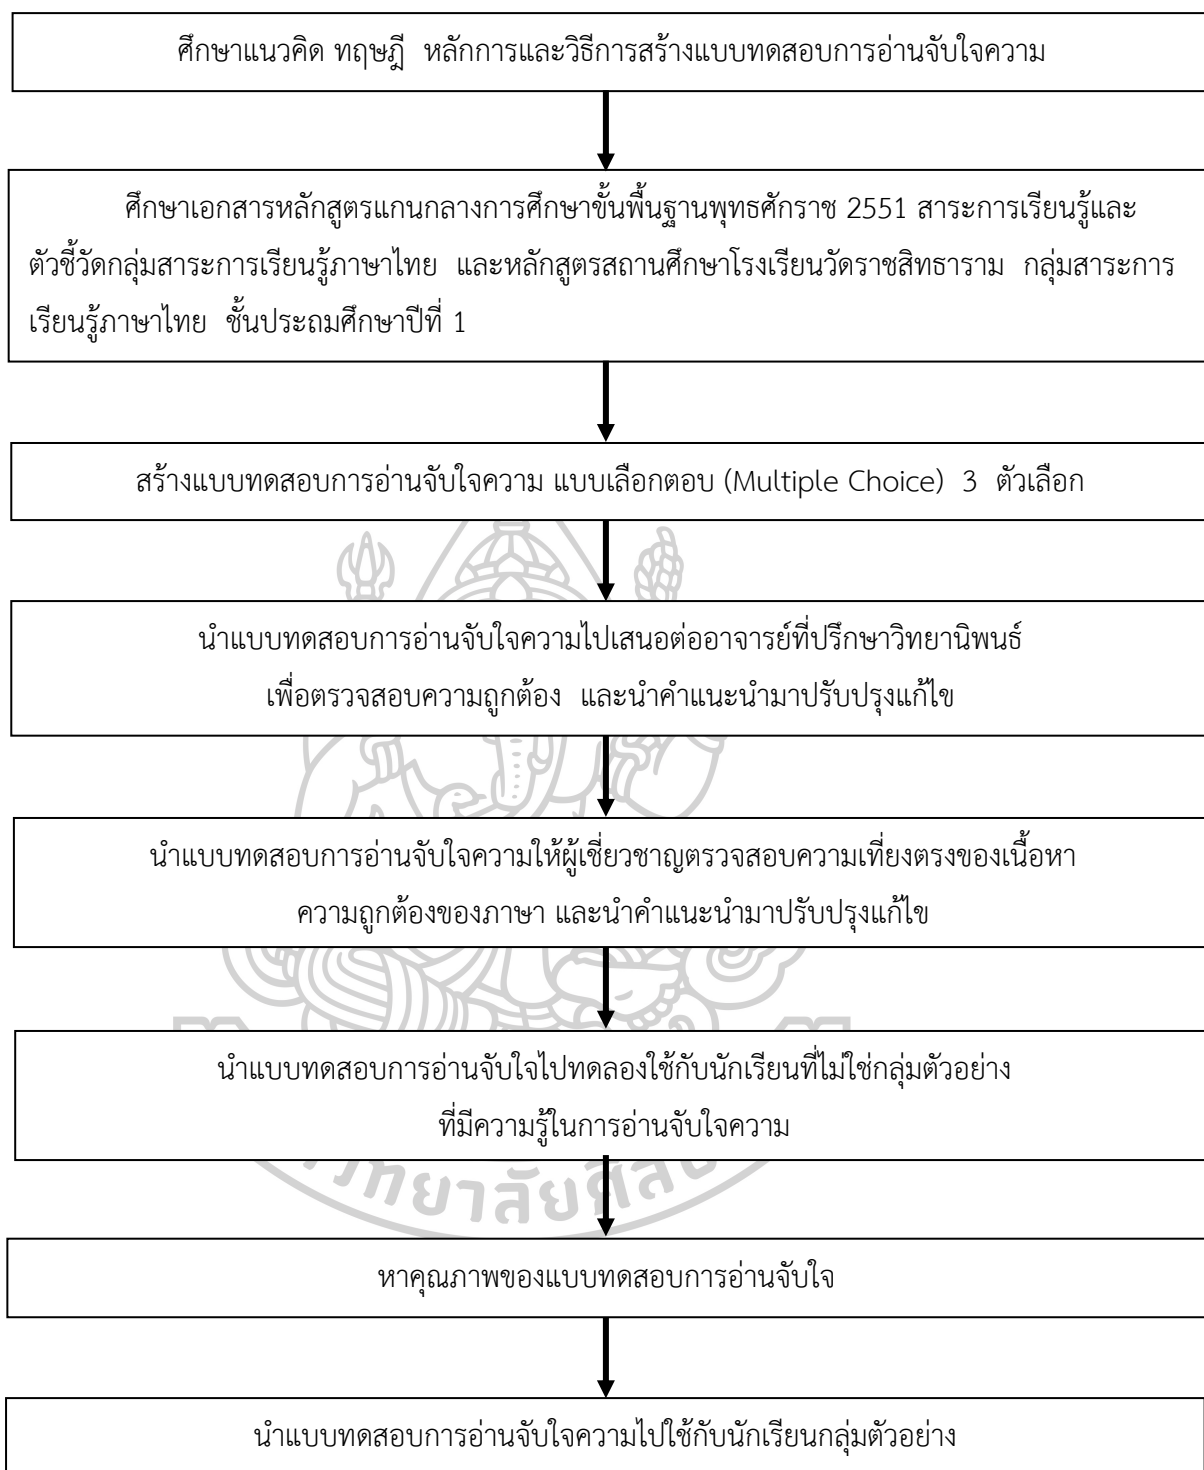 ศึกษาแนวคิด ทฤษฎี  หลักการและวิธีการสร้างแบบทดสอบการอ่านจับใจความ
ศึกษาเอกสารหลักสูตรแกนกลางการศึกษาขั้นพื้นฐานพุทธศักราช 2551 สาระการเรียนรู้และ
ตัวชี้วัดกลุ่มสาระการเรียนรู้ภาษาไทย  และหลักสูตรสถานศึกษาโรงเรียนวัดราชสิทธาราม  กลุ่มสาระการ
เรียนรู้ภาษาไทย  ชั้นประถมศึกษาปีที่ 1
สร้างแบบทดสอบการอ่านจับใจความ แบบเลือกตอบ (Multiple Choice)  3  ตัวเลือก
นำแบบทดสอบการอ่านจับใจความไปเสนอต่ออาจารย์ที่ปรึกษาวิทยานิพนธ์
เพื่อตรวจสอบความถูกต้อง  และนำคำแนะนำมาปรับปรุงแก้ไข
นำแบบทดสอบการอ่านจับใจความให้ผู้เชี่ยวชาญตรวจสอบความเที่ยงตรงของเนื้อหา
ความถูกต้องของภาษา และนำคำแนะนำมาปรับปรุงแก้ไข
นำแบบทดสอบการอ่านจับใจไปทดลองใช้กับนักเรียนที่ไม่ใช่กลุ่มตัวอย่าง
ที่มีความรู้ในการอ่านจับใจความ
หาคุณภาพของแบบทดสอบการอ่านจับใจ
นำแบบทดสอบการอ่านจับใจความไปใช้กับนักเรียนกลุ่มตัวอย่าง